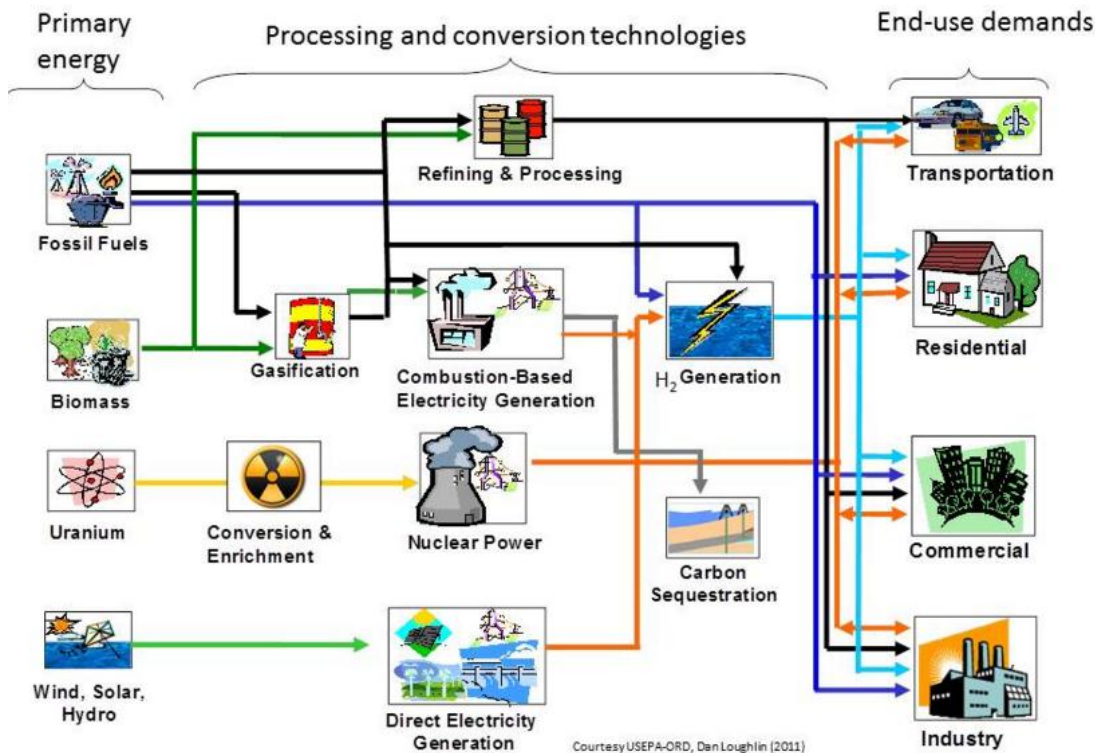 Primary
energy
Processing and conversion technologies
End-use demands
Fossil Fuels
Refining & Processing
Transportation
Biomass
Gasification
Combustion-Based
Electricity Generation
H2 Generation
Residential
Uranium
Conversion &
Enrichment
Nuclear Power
Carbon
Sequestration
Commercial
Wind, Solar,
Hydro
Direct Electricity
Generation
Industry
Courtesy USEPA-ORD, Dan Loughlin (2011)